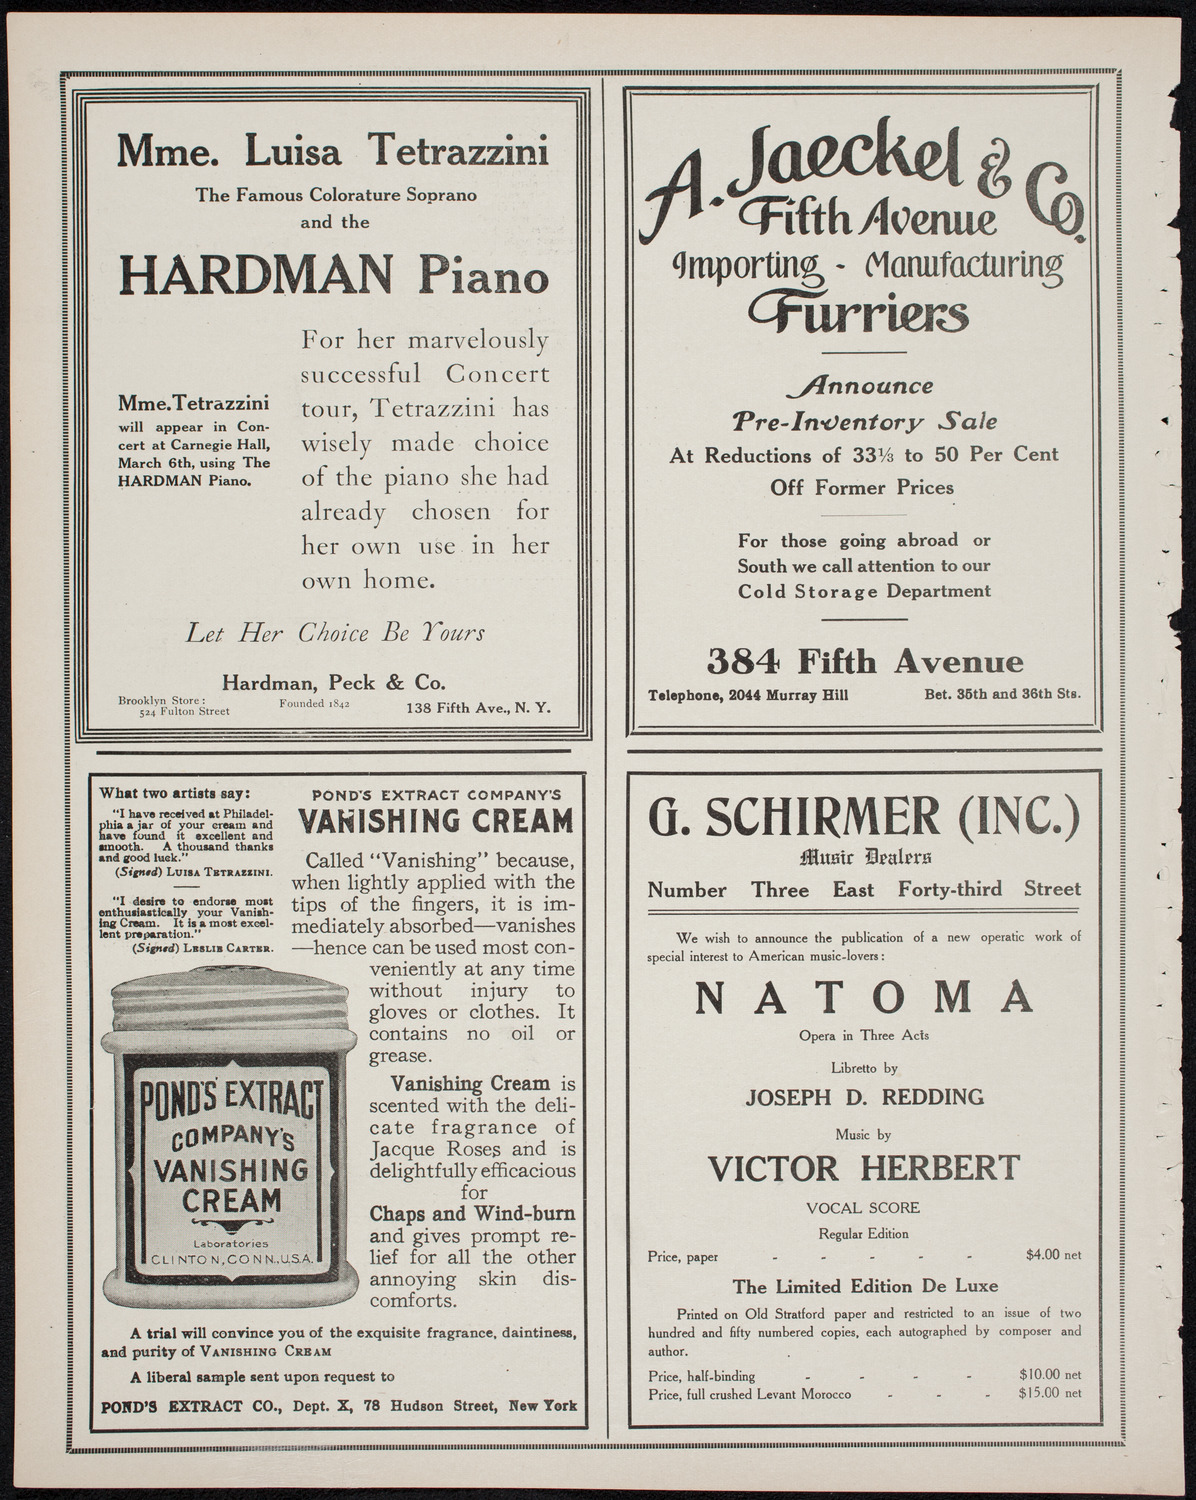 Mme. Luisa Tetrazzini
The Famous Colorature Soprano
and the
HARDMAN Piano
Mme. Tetrazzini
will appear in Con-
cert at Carnegie Hall,
March 6th, using The
HARDMAN Piano.
For her marvelously
successful Concert
tour, Tetrazzini has
wisely made choice
of the piano she had
already chosen for
her own use in her
own home.
Let Her Choice Be Yours
Hardman, Peck & Co.
Brooklyn Store:
524 Fulton Street
Founded 1842
138 Fifth Ave., N. Y.
A. Jaeckel & Co.
Fifth Avenue
Importing - Manufacturing
Furriers
Announce
Pre-Inventory Sale
At Reductions of 33⅓ to 50 Per Cent
Off Former Prices
For those going abroad or
South we call attention to our
Cold Storage Department
384 Fifth Avenue
Telephone, 2044 Murray Hill
Bet. 35th and 36th Sts.
What two artists say:
"I have received at Philadel-
phia a jar of your cream and
have found it excellent and
smooth. A thousand thanks
and good luck."
(Signed) LUISA TETRAZZINI.
"I desire to endorse most
enthusiastically your Vanish-
ing Cream. It is a most excel-
lent preparation."
(Signed) LESLIE CARTER.
POND'S EXTRACT COMPANY'S
VANISHING CREAM
Called "Vanishing" because,
when lightly applied with the
tips of the fingers, it is im-
mediately absorbed—vanishes
—hence can be used most con-
veniently at any time
without injury to
gloves or clothes. It
contains no oil or
grease.
Vanishing Cream is
scented with the deli-
cate fragrance of
Jacque Roses and is
delightfully efficacious
for
Chaps and Wind-burn
and gives prompt re-
lief for all the other
annoying skin dis-
comforts.
POND'S EXTRACT
COMPANY'S
VANISHING
CREAM
Laboratories
CLINTON, CONN., U.S.A.
A trial will convince you of the exquisite fragrance, daintiness,
and purity of VANISHING CREAM
A liberal sample sent upon request to
POND'S EXTRACT CO., Dept. X, 78 Hudson Street, New York
G. SCHIRMER (INC.)
Music Dealers
Number Three East Forty-third Street
We wish to announce the publication of a new operatic work of
special interest to American music-lovers:
NATOMA
Opera in Three Acts
Libretto by
JOSEPH D. REDDING
Music by
VICTOR HERBERT
VOCAL SCORE
Regular Edition
Price, paper - - - - - $4.00 net
The Limited Edition De Luxe
Printed on Old Stratford paper and restricted to an issue of two
hundred and fifty numbered copies, each autographed by composer and
author.
Price, half-binding - - - - $10.00 net
Price, full crushed Levant Morocco - - - $15.00 net